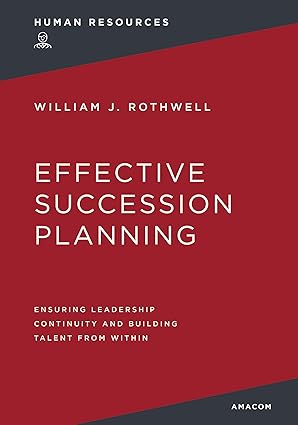 HUMAN RESOURCES
WILLIAM J. ROTHWELL
EFFECTIVE
SUCCESSION
PLANNING
ENSURING LEADERSHIP
CONTINUITY AND BUILDING
TALENT FROM WITHIN
AMACOM